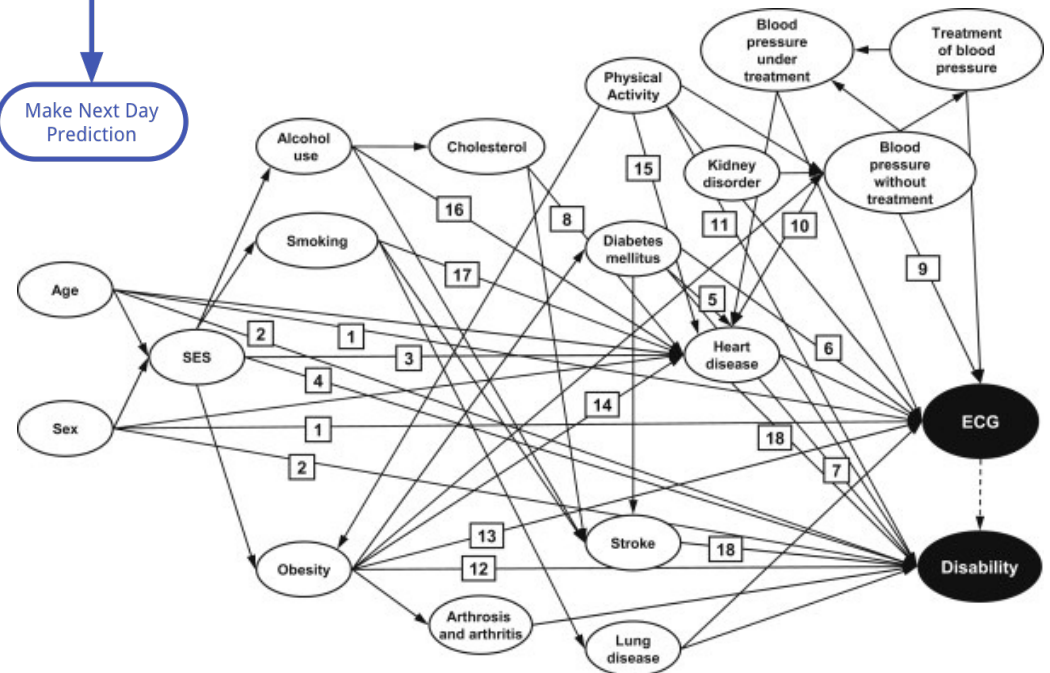 Make Next Day
Prediction
Blood
pressure
under
treatment
Treatment
of blood
pressure
Physical
Activity
Alcohol
use
Cholesterol
Kidney
disorder
Blood
pressure
without
treatment
15
16
8
11
10
Smoking
Diabetes
mellitus
17
9
Age
5
2
1
3
SES
Heart
disease
6
4
14
Sex
1
ECG
18
2
7
13
Stroke
18
Obesity
12
Disability
Arthrosis
and arthritis
Lung
disease